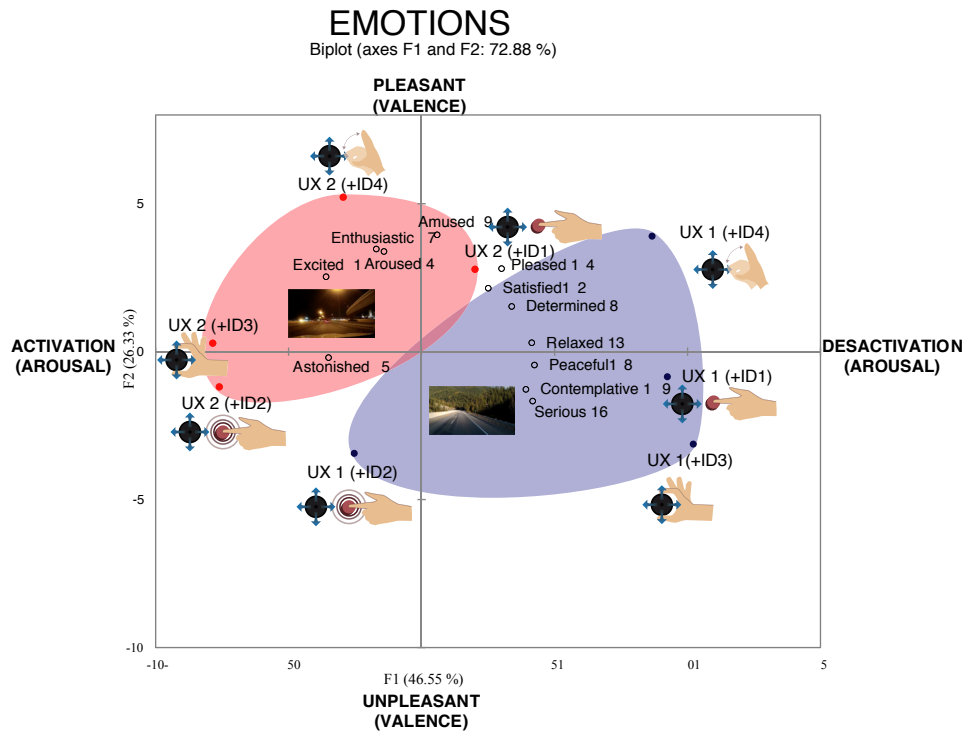 EMOTIONS
Biplot (axes F1 and F2: 72.88 %)
PLEASANT
(VALENCE)
UX 2 (+ID4)
5
Amused 9
Enthusiastic 7
UX 2 (+ID1)
UX 1 (+ID4)
Aroused 4
Excited 1
Pleased 1 4
Satisfied1 2
Determined 8
UX 2 (+ID3)
ACTIVATION
(AROUSAL)
F2 (26.33 %)
0
Relaxed 13
DESACTIVATION
(AROUSAL)
Astonished 5
Peaceful1 8
UX 1 (+ID1)
Contemplative 1 9
UX 2 (+ID2)
Serious 16
UX 1 (+ID2)
UX 1(+ID3)
-5
-10
-10-
50
51
01
5
F1 (46.55 %)
UNPLEASANT
(VALENCE)